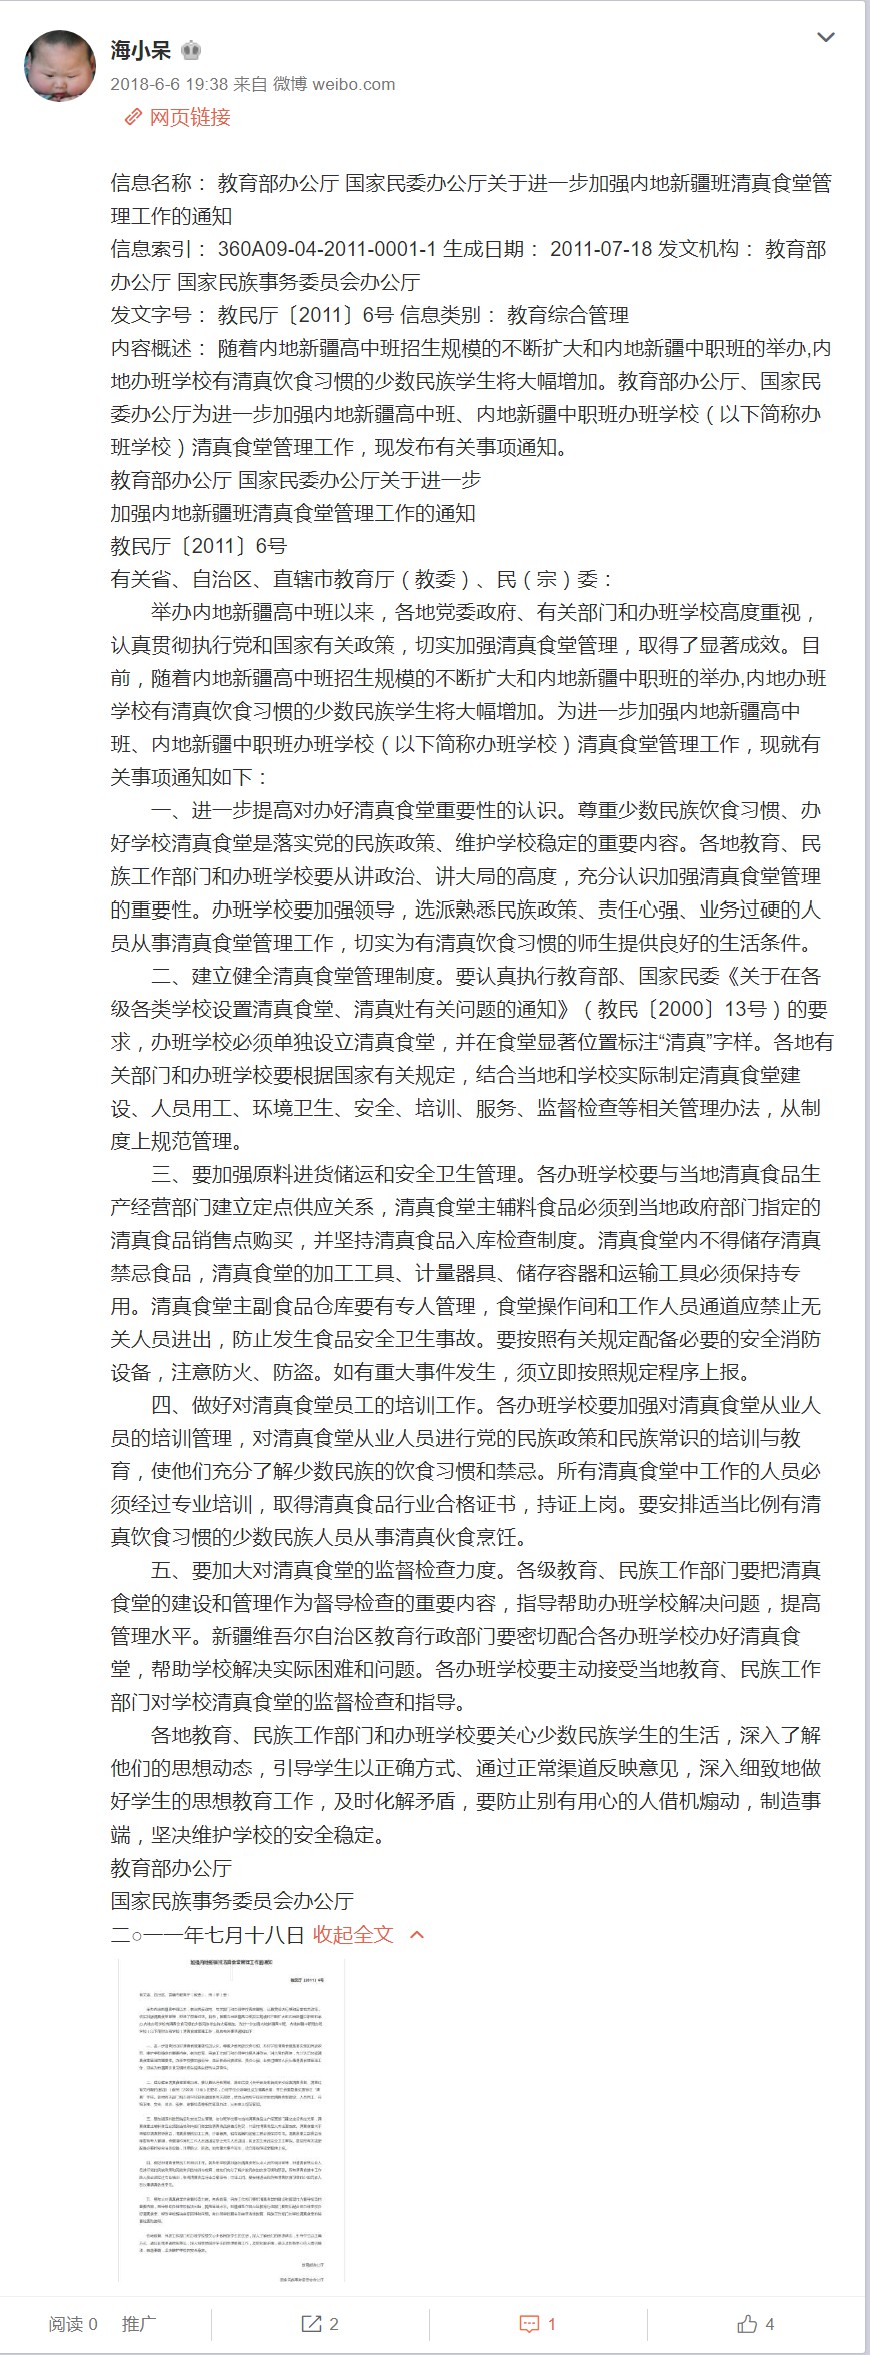 海小呆
2018-6-6 19:38 来自 微博 weibo.com
网页链接
信息名称： 教育部办公厅 国家民委办公厅关于进一步加强内地新疆班清真食堂管
理工作的通知
信息索引： 360A09-04-2011-0001-1 生成日期： 2011-07-18 发文机构： 教育部
办公厅 国家民族事务委员会办公厅
发文字号： 教民厅〔2011〕6号 信息类别： 教育综合管理
内容概述： 随着内地新疆高中班招生规模的不断扩大和内地新疆中职班的举办,内
地办班学校有清真饮食习惯的少数民族学生将大幅增加。教育部办公厅、国家民
委办公厅为进一步加强内地新疆高中班、内地新疆中职班办班学校（以下简称办
班学校）清真食堂管理工作，现发布有关事项通知。
教育部办公厅 国家民委办公厅关于进一步
加强内地新疆班清真食堂管理工作的通知
教民厅〔2011〕6号
有关省、自治区、直辖市教育厅（教委）、民（宗）委：
举办内地新疆高中班以来，各地党委政府、有关部门和办班学校高度重视，
认真贯彻执行党和国家有关政策，切实加强清真食堂管理，取得了显著成效。目
前，随着内地新疆高中班招生规模的不断扩大和内地新疆中职班的举办,内地办班
学校有清真饮食习惯的少数民族学生将大幅增加。为进一步加强内地新疆高中
班、内地新疆中职班办班学校（以下简称办班学校）清真食堂管理工作，现就有
关事项通知如下：
一、进一步提高对办好清真食堂重要性的认识。尊重少数民族饮食习惯、办
好学校清真食堂是落实党的民族政策、维护学校稳定的重要内容。各地教育、民
族工作部门和办班学校要从讲政治、讲大局的高度，充分认识加强清真食堂管理
的重要性。办班学校要加强领导，选派熟悉民族政策、责任心强、业务过硬的人
员从事清真食堂管理工作，切实为有清真饮食习惯的师生提供良好的生活条件。
二、建立健全清真食堂管理制度。要认真执行教育部、国家民委《关于在各
级各类学校设置清真食堂、清真灶有关问题的通知》（教民〔2000〕13号）的要
求，办班学校必须单独设立清真食堂，并在食堂显著位置标注“清真”字样。各地有
关部门和办班学校要根据国家有关规定，结合当地和学校实际制定清真食堂建
设、人员用工、环境卫生、安全、培训、服务、监督检查等相关管理办法，从制
度上规范管理。
三、要加强原料进货储运和安全卫生管理。各办班学校要与当地清真食品生
产经营部门建立定点供应关系，清真食堂主辅料食品必须到当地政府部门指定的
清真食品销售点购买，并坚持清真食品入库检查制度。清真食堂内不得储存清真
禁忌食品，清真食堂的加工工具、计量器具、储存容器和运输工具必须保持专
用。清真食堂主副食品仓库要有专人管理，食堂操作间和工作人员通道应禁止无
关人员进出，防止发生食品安全卫生事故。要按照有关规定配备必要的安全消防
设备，注意防火、防盗。如有重大事件发生，须立即按照规定程序上报。
四、做好对清真食堂员工的培训工作。各办班学校要加强对清真食堂从业人
员的培训管理，对清真食堂从业人员进行党的民族政策和民族常识的培训与教
育，使他们充分了解少数民族的饮食习惯和禁忌。所有清真食堂中工作的人员必
须经过专业培训，取得清真食品行业合格证书，持证上岗。要安排适当比例有清
真饮食习惯的少数民族人员从事清真伙食烹饪。
五、要加大对清真食堂的监督检查力度。各级教育、民族工作部门要把清真
食堂的建设和管理作为督导检查的重要内容，指导帮助办班学校解决问题，提高
管理水平。新疆维吾尔自治区教育行政部门要密切配合各办班学校办好清真食
堂，帮助学校解决实际困难和问题。各办班学校要主动接受当地教育、民族工作
部门对学校清真食堂的监督检查和指导。
各地教育、民族工作部门和办班学校要关心少数民族学生的生活，深入了解
他们的思想动态，引导学生以正确方式、通过正常渠道反映意见，深入细致地做
好学生的思想教育工作，及时化解矛盾，要防止别有用心的人借机煽动，制造事
端，坚决维护学校的安全稳定。
教育部办公厅
国家民族事务委员会办公厅
二○一一年七月十八日 收起全文
阅读 0 推广 2 1 4